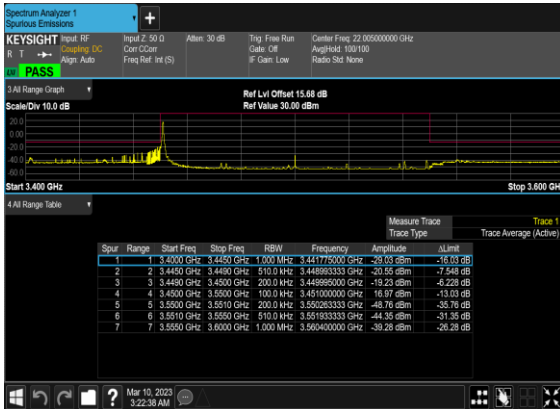 Spectrum Analyzer 1
Spurious Emissions
KEYSIGHT Input: RF Input Z: 50 Ω Atten: 30 dB Trig: Free Run Center Freq: 22.005000000 GHz
R T Coupling: DC Corr CCorr Gate: Off Avg|Hold: 100/100
Align: Auto Freq Ref: Int (S) IF Gain: Low Radio Std: None
PASS
3 All Range Graph
Scale/Div 10.0 dB
Ref Lvl Offset 15.68 dB
Ref Value 30.00 dBm
20.0
0.00
-20.0
-40.0
-60.0
Start 3.400 GHz Stop 3.600 GH
4 All Range Table
Measure Trace Trace 1
Trace Type Trace Average (Active)
Spur Range Start Freq Stop Freq RBW Frequency Amplitude ΔLimit
1 1 3.4000 GHz 3.4450 GHz 1.000 MHz 3.441775000 GHz -29.03 dBm -16.03 dB
2 2 3.4450 GHz 3.4490 GHz 510.0 kHz 3.448993333 GHz -20.55 dBm -7.548 dB
3 3 3.4490 GHz 3.4500 GHz 200.0 kHz 3.449995000 GHz -19.23 dBm -6.228 dB
4 4 3.4500 GHz 3.5500 GHz 100.0 kHz 3.451000000 GHz 16.97 dBm -13.03 dB
5 5 3.5500 GHz 3.5510 GHz 200.0 kHz 3.550263333 GHz -48.76 dBm -35.76 dB
6 6 3.5510 GHz 3.5550 GHz 510.0 kHz 3.551933333 GHz -44.35 dBm -31.35 dB
7 7 3.5550 GHz 3.6000 GHz 1.000 MHz 3.560400000 GHz -39.28 dBm -26.28 dB
Mar 10, 2023
3:22:38 AM